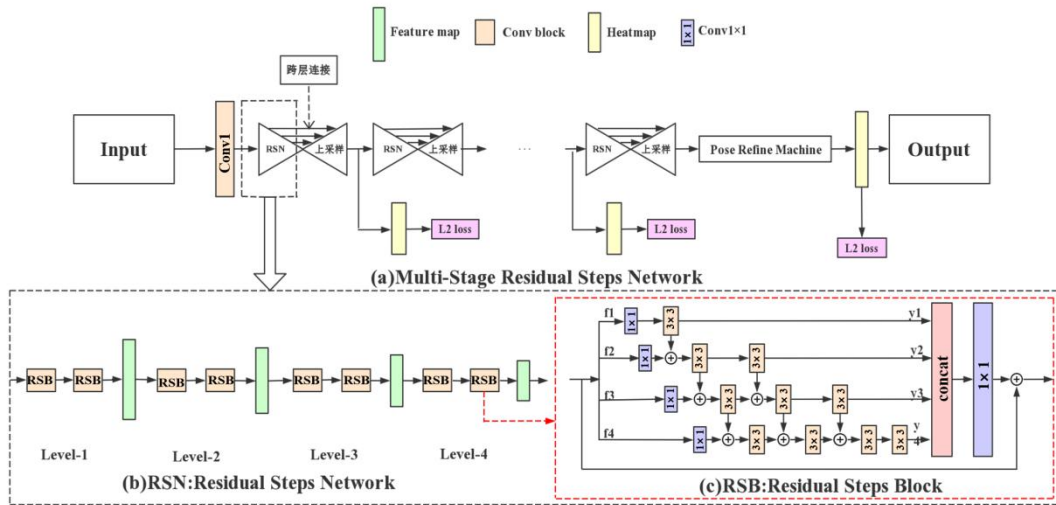 Feature map
Conv block
Heatmap
1×1
Conv1×1
跨层连接
Input
Conv1
RSN
上采样
RSN
上采样
...
RSN
上采样
Pose Refine Machine
Output
L2 loss
L2 loss
L2 loss
(a)Multi-Stage Residual Steps Network
RSB
RSB
RSB
RSB
RSB
RSB
RSB
RSB
Level-1
Level-2
Level-3
Level-4
(b)RSN:Residual Steps Network
f1
1×1
3×3
y1
f2
1×1
3×3
3×3
y2
f3
1×1
3×3
3×3
3×3
y3
f4
1×1
3×3
3×3
3×3
3×3
y
4
concat
1×1
(c)RSB:Residual Steps Block